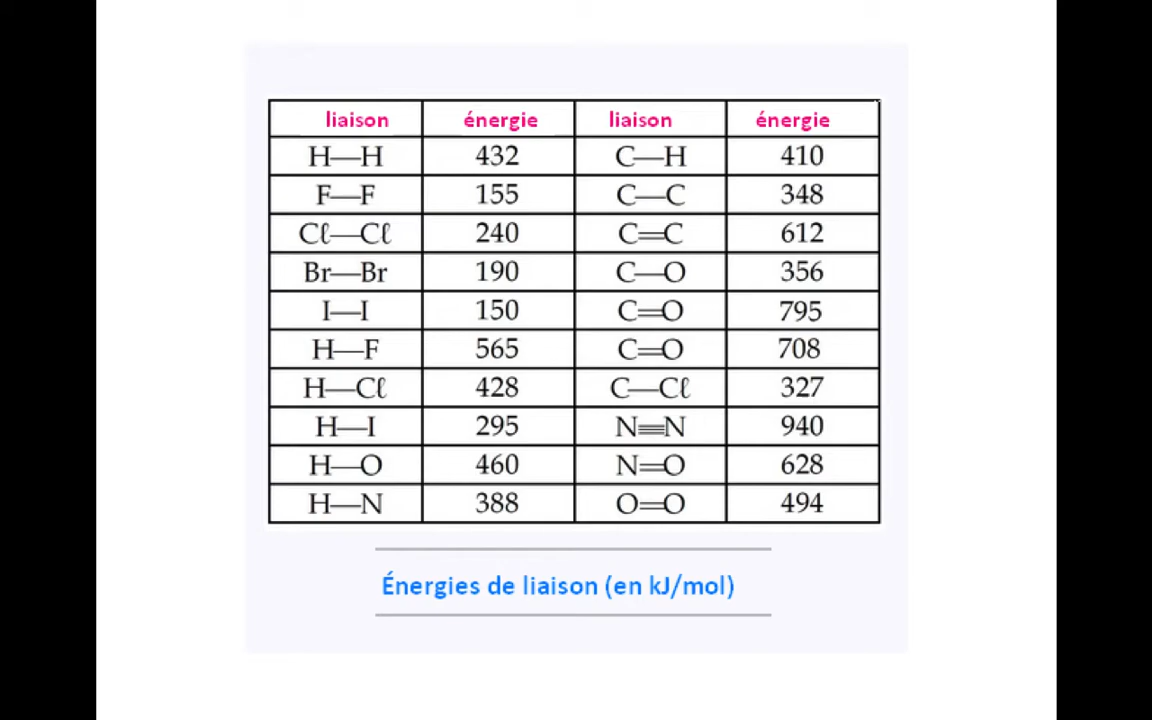 liaison énergie liaison énergie
H—H 432 C—H 410
F—F 155 C—C 348
Cℓ—Cℓ 240 C=C 612
Br—Br 190 C—O 356
I—I 150 C=O 795
H—F 565 C=O 708
H—Cℓ 428 C—Cℓ 327
H—I 295 N≡N 940
H—O 460 N=O 628
H—N 388 O=O 494
Énergies de liaison (en kJ/mol)